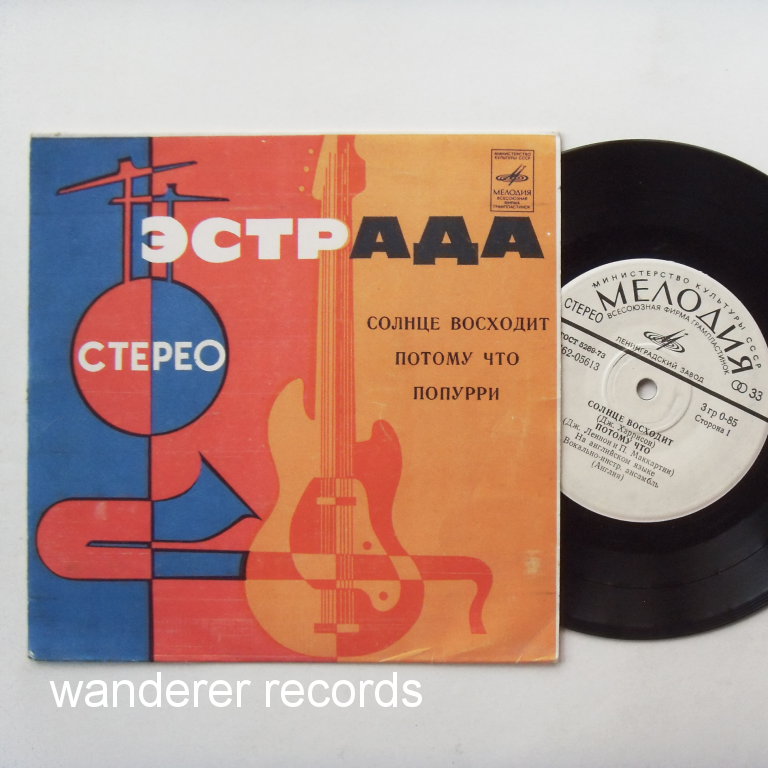 МИНИСТЕРСТВО
КУЛЬТУРЫ СССР
МЕЛОДИЯ
ВСЕСОЮЗНАЯ
ФИРМА
ГРАМПЛАСТИНОК
ЭСТРАДА
СТЕРЕО
СОЛНЦЕ ВОСХОДИТ
ПОТОМУ ЧТО
ПОПУРРИ
МИНИСТЕРСТВО КУЛЬТУРЫ СССР
МЕЛОДИЯ
ВСЕСОЮЗНАЯ ФИРМА ГРАМПЛАСТИНОК
СТЕРЕО
ЛЕНИНГРАДСКИЙ ЗАВОД
33
ГОСТ 5289-73
62-05613
3 гр 0-85
Сторона 1
СОЛНЦЕ ВОСХОДИТ
(Дж. Харрисон)
ПОТОМУ ЧТО
(Дж. Леннон и П. Маккартни)
На английском языке
Вокально-инстр. ансамбль
(Англия)
wanderer records